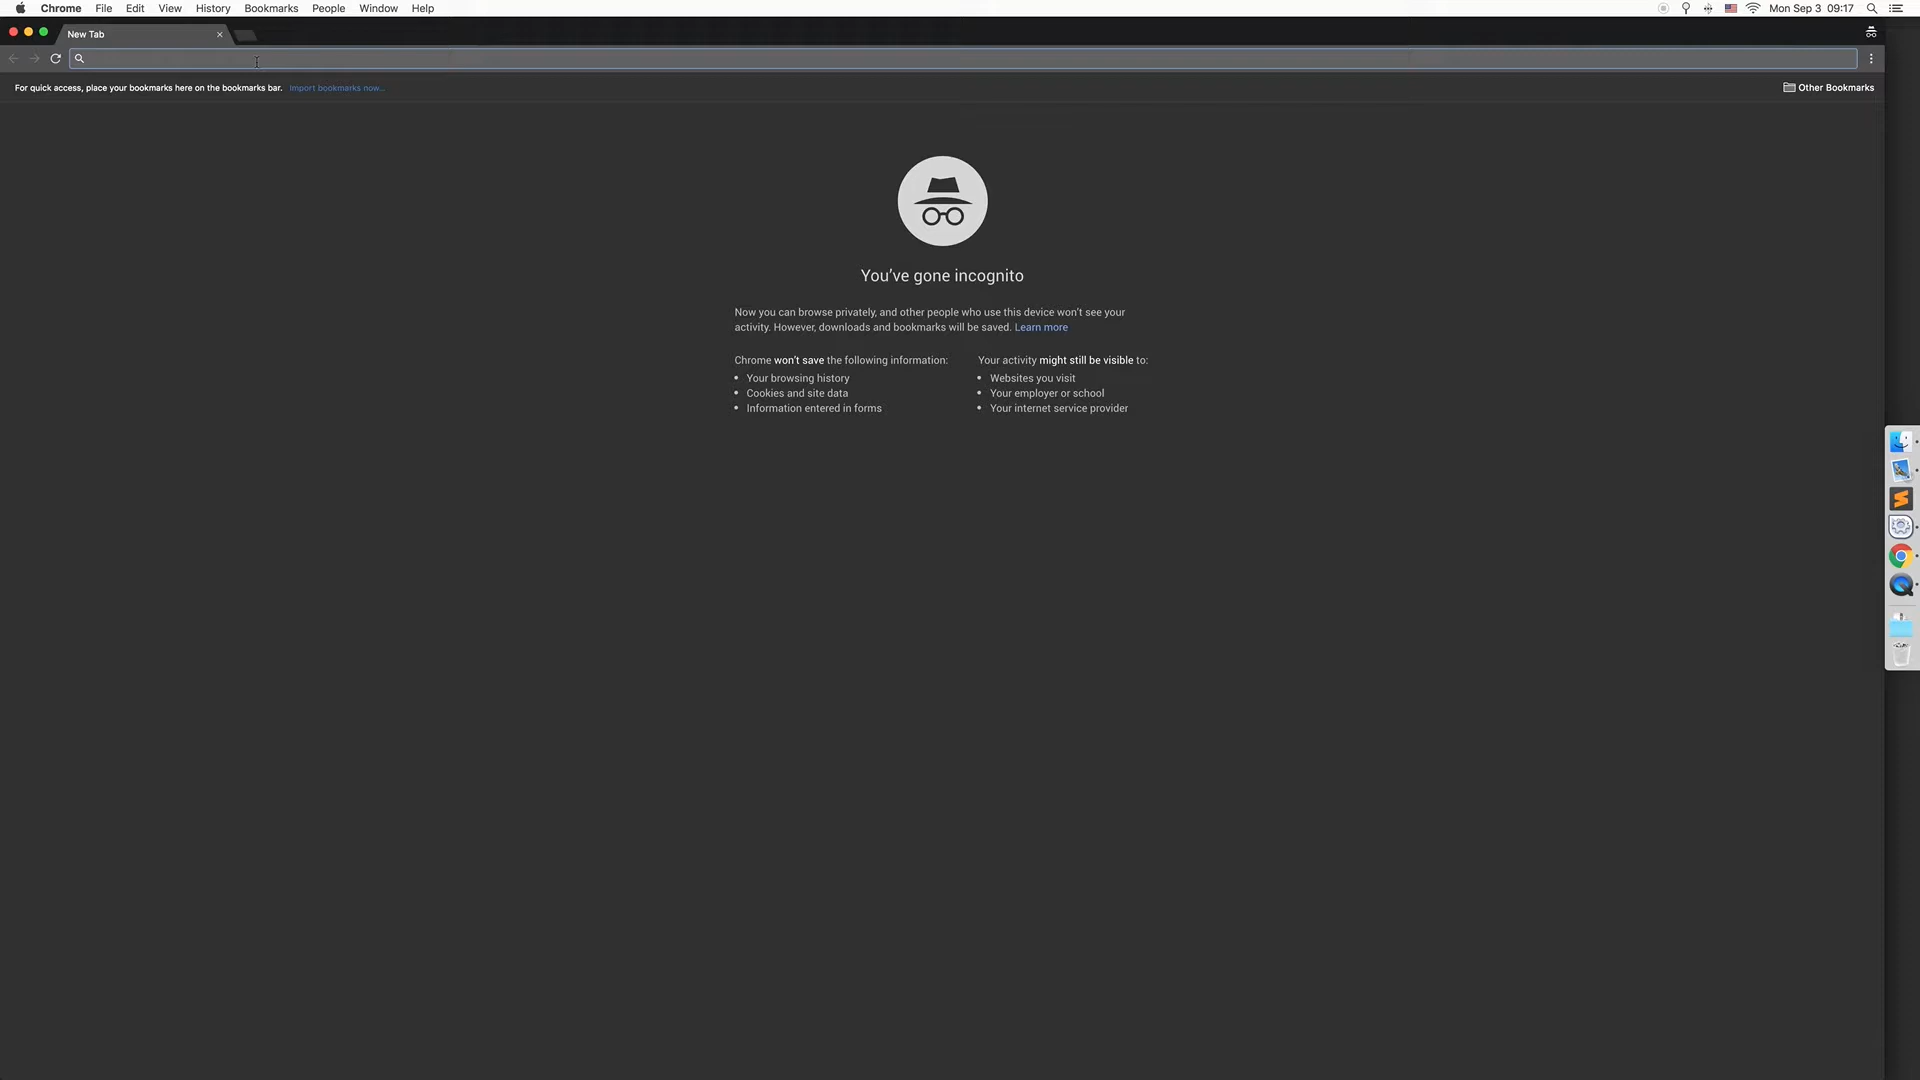 Chrome File Edit View History Bookmarks People Window Help Mon Sep 3 09:17
New Tab
For quick access, place your bookmarks here on the bookmarks bar. Import bookmarks now... Other Bookmarks
You've gone incognito
Now you can browse privately, and other people who use this device won't see your
activity. However, downloads and bookmarks will be saved. Learn more
Chrome won't save the following information:
• Your browsing history
• Cookies and site data
• Information entered in forms
Your activity might still be visible to:
• Websites you visit
• Your employer or school
• Your internet service provider